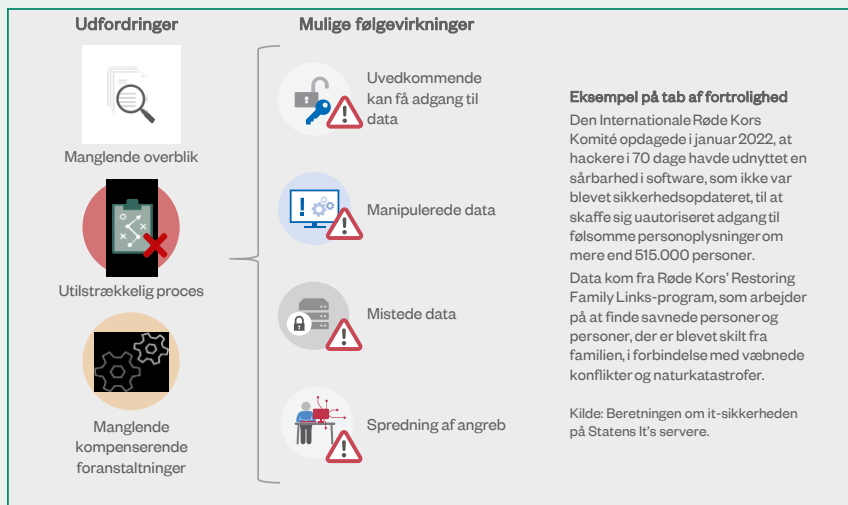 Udfordringer
Manglende overblik
Utilstrækkelig proces
Manglende
kompenserende
foranstaltninger
Mulige følgevirkninger
Uvedkommende
kan få adgang til
data
Manipulerede data
Mistede data
Spredning af angreb
Eksempel på tab af fortrolighed
Den Internationale Røde Kors
Komité opdagede i januar 2022, at
hackere i 70 dage havde udnyttet en
sårbarhed i software, som ikke var
blevet sikkerhedsopdateret, til at
skaffe sig uautoriseret adgang til
følsomme personoplysninger om
mere end 515.000 personer.
Data kom fra Røde Kors' Restoring
Family Links-program, som arbejder
på at finde savnede personer og
personer, der er blevet skilt fra
familien, i forbindelse med væbnede
konflikter og naturkatastrofer.
Kilde: Beretningen om it-sikkerheden
på Statens It's servere.